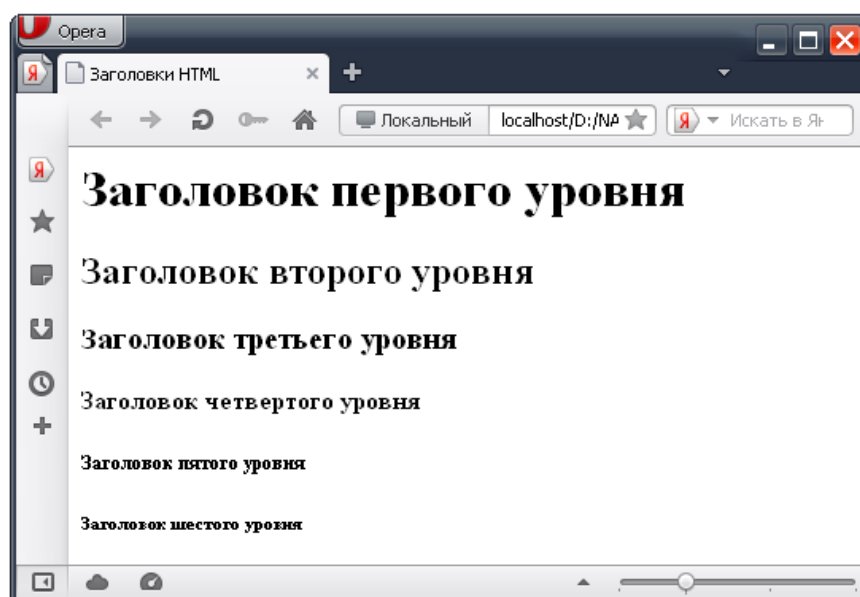 Opera
Я
Заголовки HTML
Локальный
localhost/D:/NA
Я
Искать в Ян
Я
Заголовок первого уровня
Заголовок второго уровня
Заголовок третьего уровня
Заголовок четвертого уровня
Заголовок пятого уровня
Заголовок шестого уровня